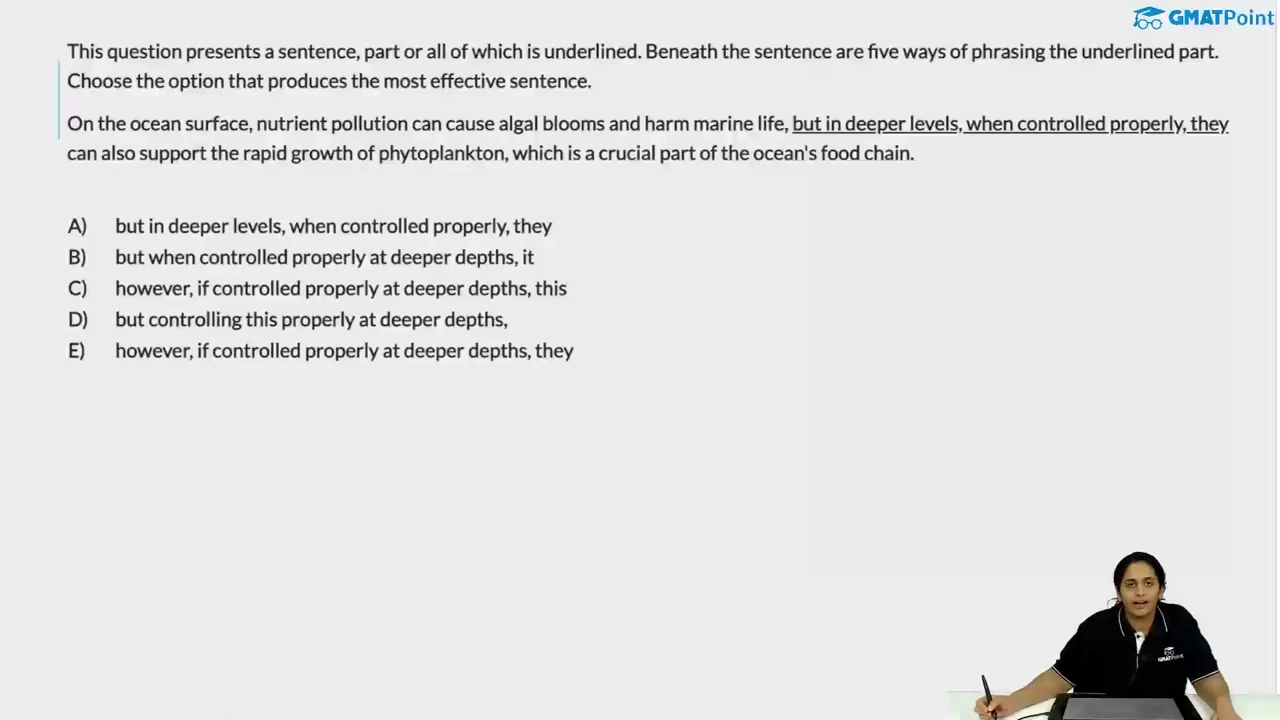 GMATPoint
This question presents a sentence, part or all of which is underlined. Beneath the sentence are five ways of phrasing the underlined part.
Choose the option that produces the most effective sentence.
On the ocean surface, nutrient pollution can cause algal blooms and harm marine life, but in deeper levels, when controlled properly, they
can also support the rapid growth of phytoplankton, which is a crucial part of the ocean's food chain.
A) but in deeper levels, when controlled properly, they
B) but when controlled properly at deeper depths, it
C) however, if controlled properly at deeper depths, this
D) but controlling this properly at deeper depths,
E) however, if controlled properly at deeper depths, they
GMATPoint